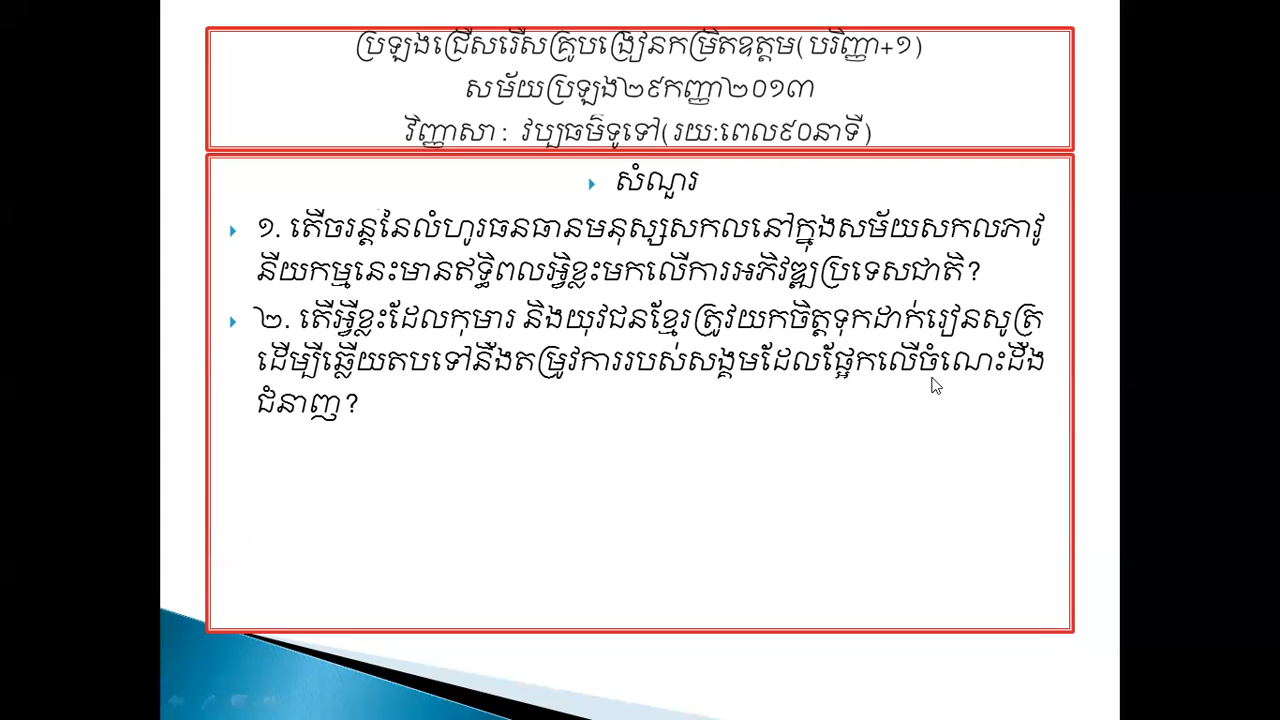 ប្រឡងជ្រើសរើសគ្រូបង្រៀនកម្រិតឧត្តម(បរិញ្ញា+១)
សម័យប្រឡង២៩កញ្ញា២០១៣
វិញ្ញាសា : វប្បធម៌ទូទៅ(រយ:ពេល៩០នាទី)
សំណួរ
១. តើចរន្តនៃលំហូរធនធានមនុស្សសកលនៅក្នុងសម័យសកលភាវូ
នីយកម្មនេះមានឥទ្ធិពលអ្វិខ្លះមកលើការអភិវឌ្ឍប្រទេសជាតិ?
២. តើអ្វីខ្លះដែលកុមារ និងយុវជនខ្មែរត្រូវយកចិត្តទុកដាក់រៀនសូត្រ
ដើម្បីឆ្លើយតបទៅនឹងតម្រូវការរបស់សង្គមដែលផ្អែកលើចំណេះដឹង
ជំនាញ?